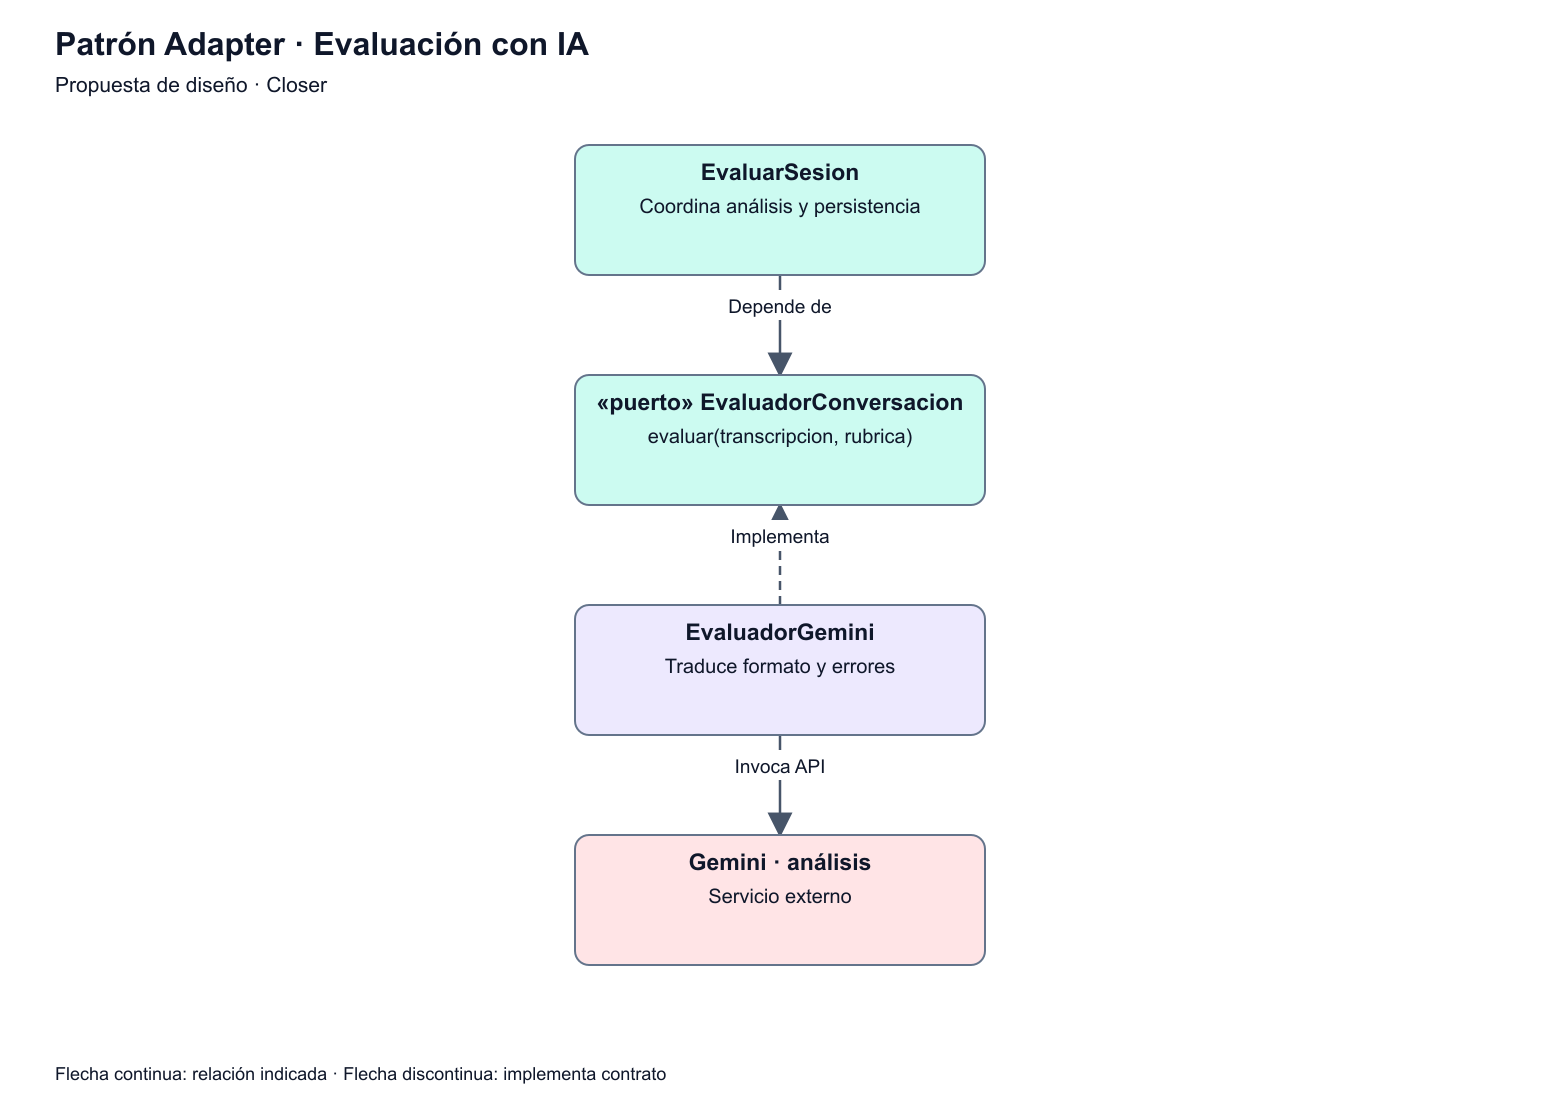 Patrón Adapter · Evaluación con IA
Propuesta de diseño · Closer
EvaluarSesion
Coordina análisis y persistencia
Depende de
«puerto» EvaluadorConversacion
evaluar(transcripcion, rubrica)
Implementa
EvaluadorGemini
Traduce formato y errores
Invoca API
Gemini · análisis
Servicio externo
Flecha continua: relación indicada · Flecha discontinua: implementa contrato